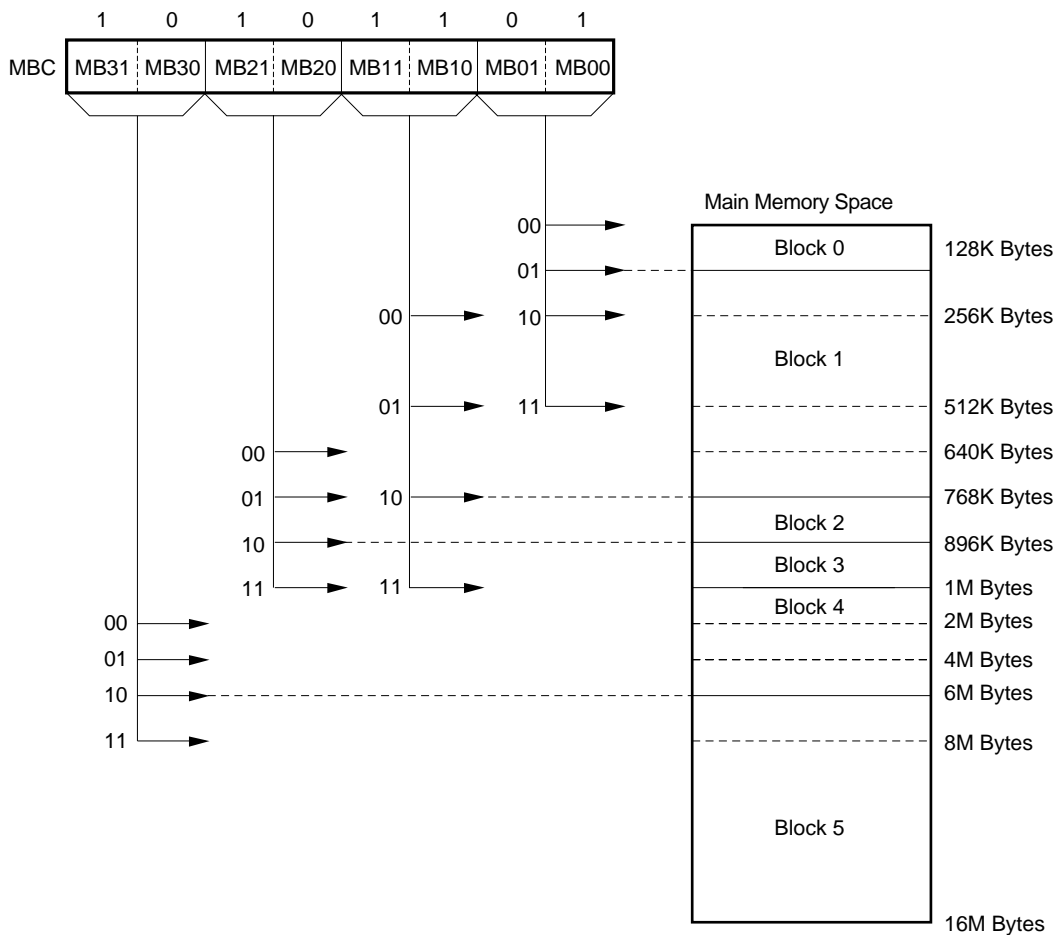 1 0 1 0 1 1 0 1
MBC MB31 MB30 MB21 MB20 MB11 MB10 MB01 MB00
Main Memory Space
00
Block 0 128K Bytes
01
00 10 256K Bytes
Block 1
01 11 512K Bytes
00 640K Bytes
01 10 768K Bytes
Block 2
10 896K Bytes
Block 3
11 11 1M Bytes
Block 4
00 2M Bytes
01 4M Bytes
10 6M Bytes
11 8M Bytes
Block 5
16M Bytes